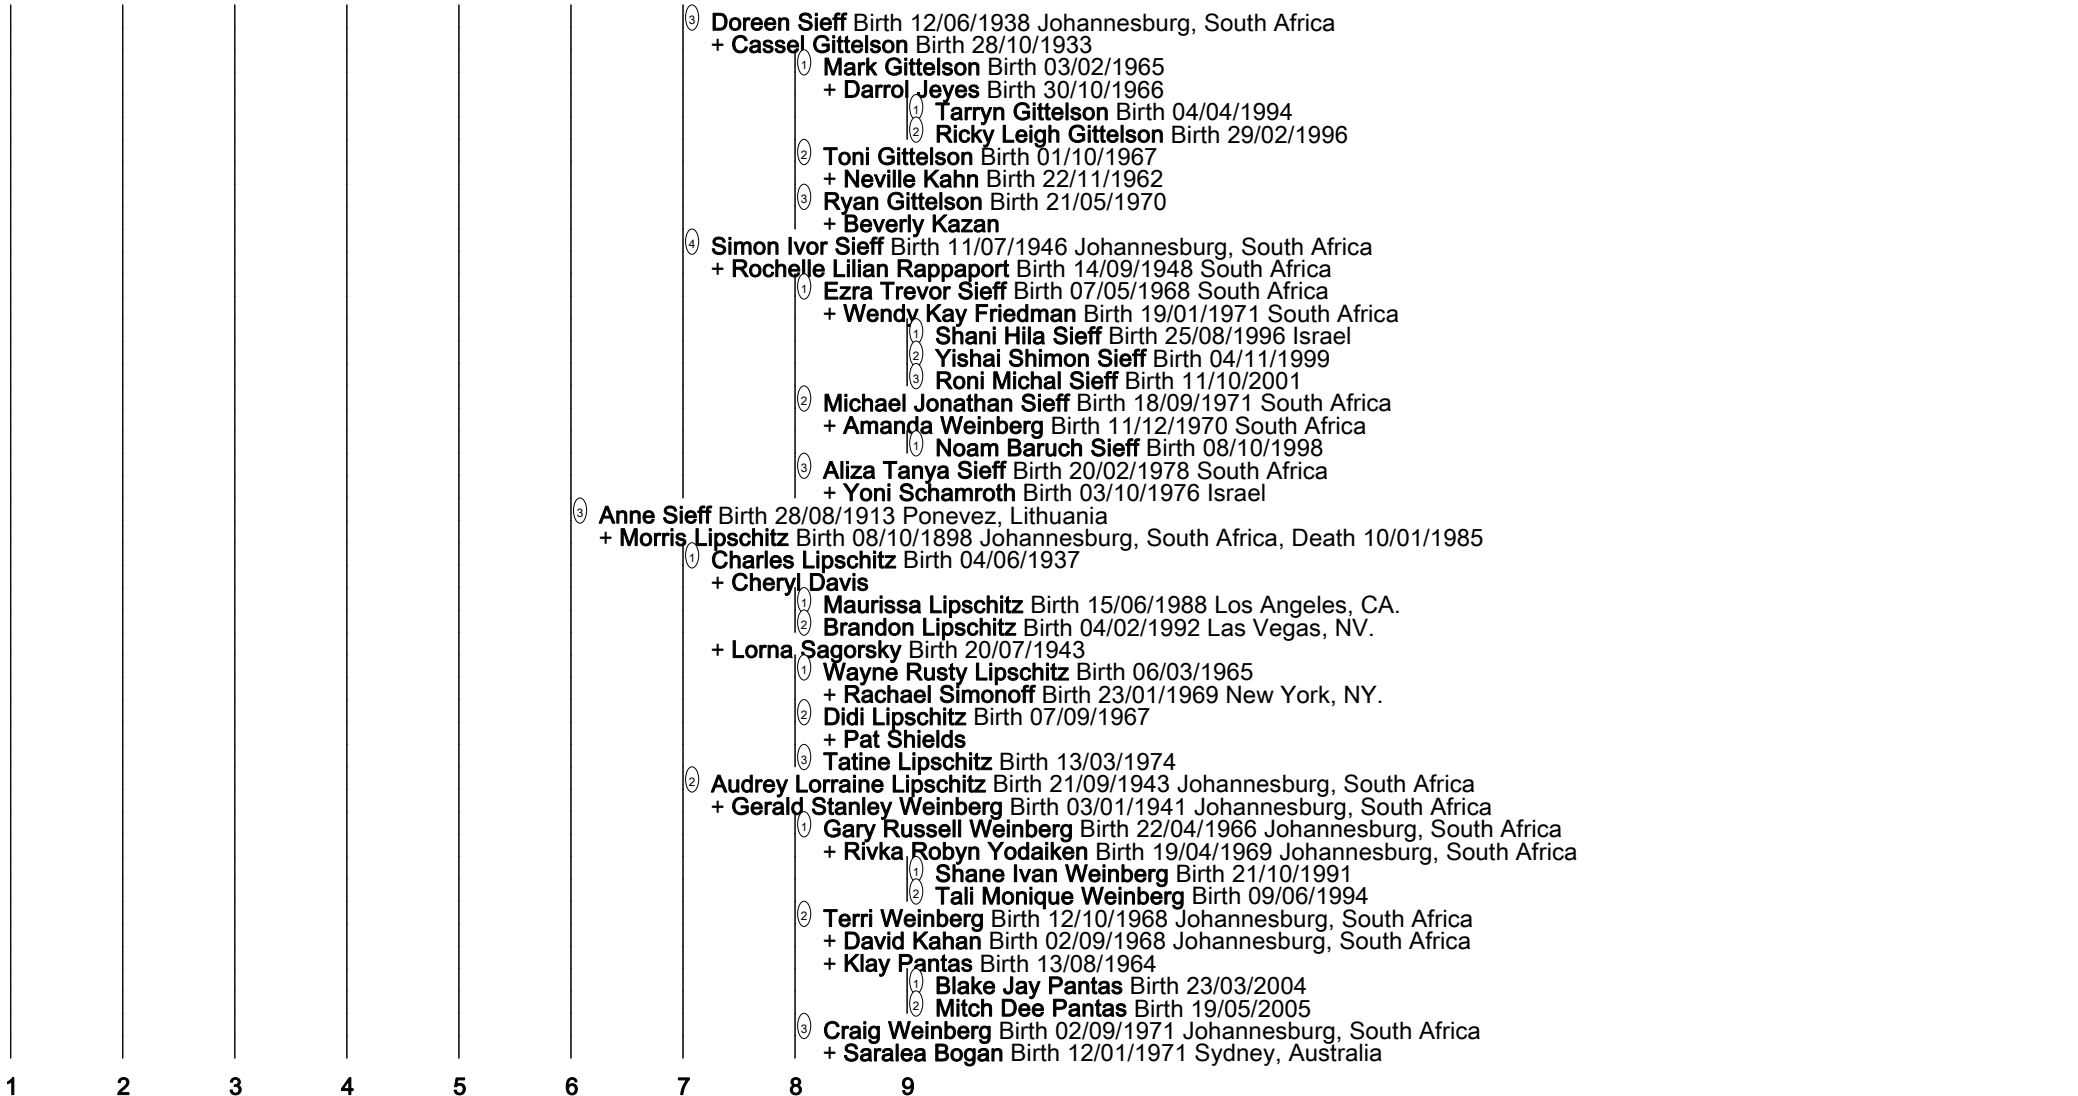 3 Doreen Sieff Birth 12/06/1938 Johannesburg, South Africa
+ Cassel Gittelson Birth 28/10/1933
1 Mark Gittelson Birth 03/02/1965
+ Darrol Jeyes Birth 30/10/1966
1 Tarryn Gittelson Birth 04/04/1994
2 Ricky Leigh Gittelson Birth 29/02/1996
2 Toni Gittelson Birth 01/10/1967
+ Neville Kahn Birth 22/11/1962
3 Ryan Gittelson Birth 21/05/1970
+ Beverly Kazan
4 Simon Ivor Sieff Birth 11/07/1946 Johannesburg, South Africa
+ Rochelle Lilian Rappaport Birth 14/09/1948 South Africa
1 Ezra Trevor Sieff Birth 07/05/1968 South Africa
+ Wendy Kay Friedman Birth 19/01/1971 South Africa
1 Shani Hila Sieff Birth 25/08/1996 Israel
2 Yishai Shimon Sieff Birth 04/11/1999
3 Roni Michal Sieff Birth 11/10/2001
2 Michael Jonathan Sieff Birth 18/09/1971 South Africa
+ Amanda Weinberg Birth 11/12/1970 South Africa
1 Noam Baruch Sieff Birth 08/10/1998
3 Aliza Tanya Sieff Birth 20/02/1978 South Africa
+ Yoni Schamroth Birth 03/10/1976 Israel
3 Anne Sieff Birth 28/08/1913 Ponevez, Lithuania
+ Morris Lipschitz Birth 08/10/1898 Johannesburg, South Africa, Death 10/01/1985
1 Charles Lipschitz Birth 04/06/1937
+ Cheryl Davis
1 Maurissa Lipschitz Birth 15/06/1988 Los Angeles, CA.
2 Brandon Lipschitz Birth 04/02/1992 Las Vegas, NV.
+ Lorna Sagorsky Birth 20/07/1943
1 Wayne Rusty Lipschitz Birth 06/03/1965
+ Rachael Simonoff Birth 23/01/1969 New York, NY.
2 Didi Lipschitz Birth 07/09/1967
+ Pat Shields
3 Tatine Lipschitz Birth 13/03/1974
2 Audrey Lorraine Lipschitz Birth 21/09/1943 Johannesburg, South Africa
+ Gerald Stanley Weinberg Birth 03/01/1941 Johannesburg, South Africa
1 Gary Russell Weinberg Birth 22/04/1966 Johannesburg, South Africa
+ Rivka Robyn Yodaiken Birth 19/04/1969 Johannesburg, South Africa
1 Shane Ivan Weinberg Birth 21/10/1991
2 Tali Monique Weinberg Birth 09/06/1994
2 Terri Weinberg Birth 12/10/1968 Johannesburg, South Africa
+ David Kahan Birth 02/09/1968 Johannesburg, South Africa
+ Klay Pantas Birth 13/08/1964
1 Blake Jay Pantas Birth 23/03/2004
2 Mitch Dee Pantas Birth 19/05/2005
3 Craig Weinberg Birth 02/09/1971 Johannesburg, South Africa
+ Saralea Bogan Birth 12/01/1971 Sydney, Australia
1 2 3 4 5 6 7 8 9